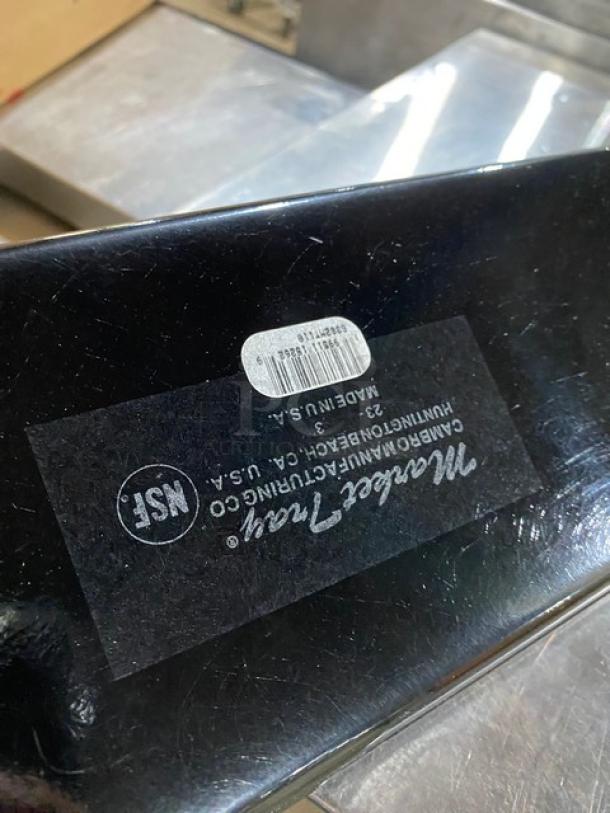 Market Tray®
CAMBRO MANUFACTURING CO
HUNTINGTON BEACH, CA. U.S.A.
3
23
MADE IN U.S.A.
NSF.